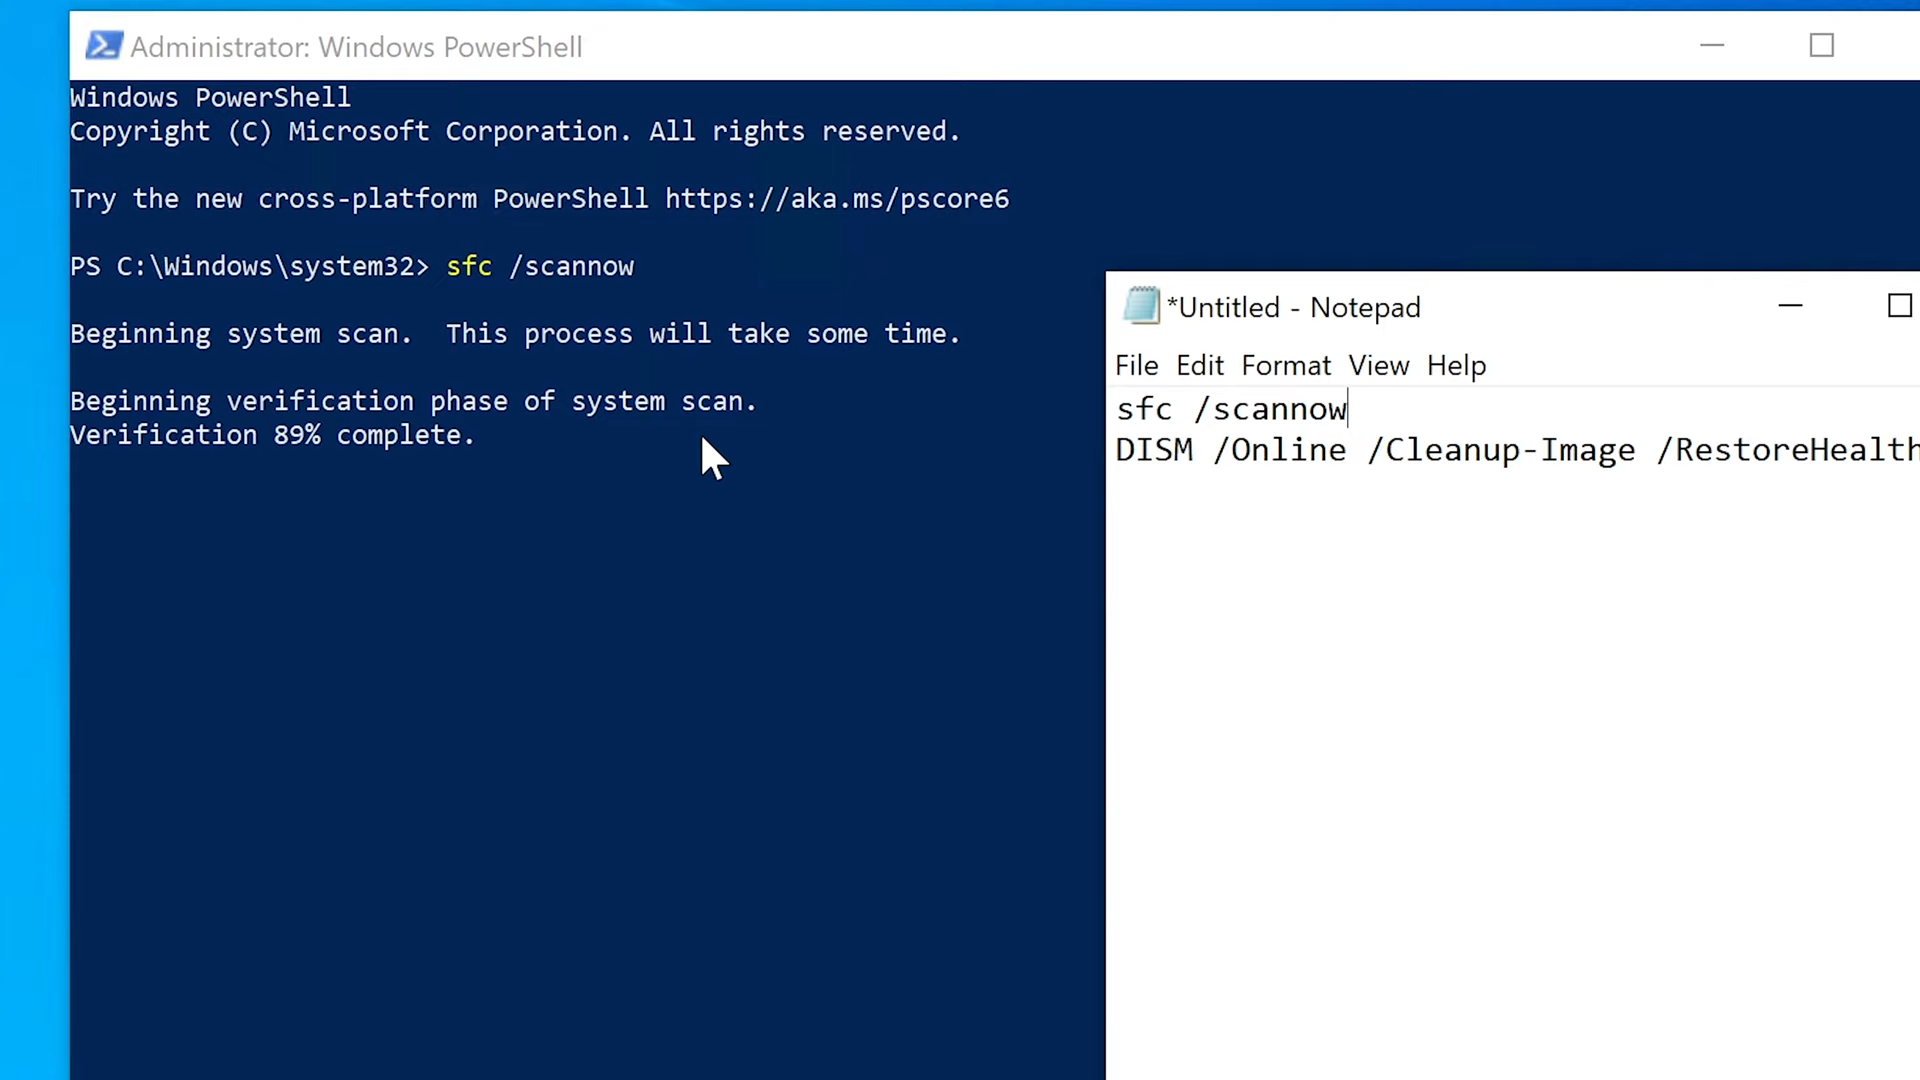 Administrator: Windows PowerShell
Windows PowerShell
Copyright (C) Microsoft Corporation. All rights reserved.
Try the new cross-platform PowerShell https://aka.ms/pscore6
PS C:\Windows\system32> sfc /scannow
Beginning system scan.  This process will take some time.
Beginning verification phase of system scan.
Verification 89% complete.
*Untitled - Notepad
File Edit Format View Help
sfc /scannow
DISM /Online /Cleanup-Image /RestoreHealth